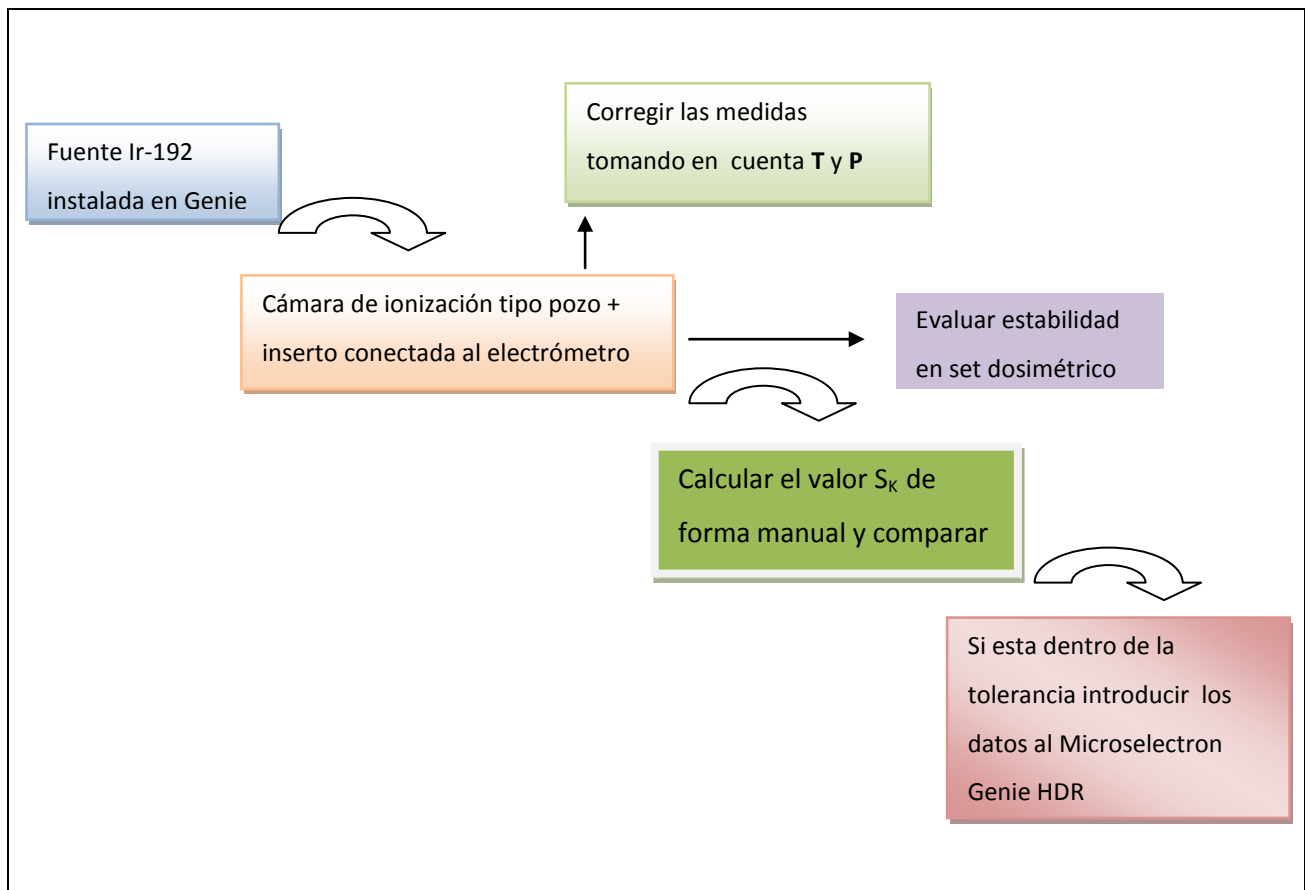 Fuente Ir-192
instalada en Genie
Corregir las medidas
tomando en cuenta T y P
Cámara de ionización tipo pozo +
inserto conectada al electrómetro
Evaluar estabilidad
en set dosimétrico
Calcular el valor SK de
forma manual y comparar
Si esta dentro de la
tolerancia introducir los
datos al Microselectron
Genie HDR